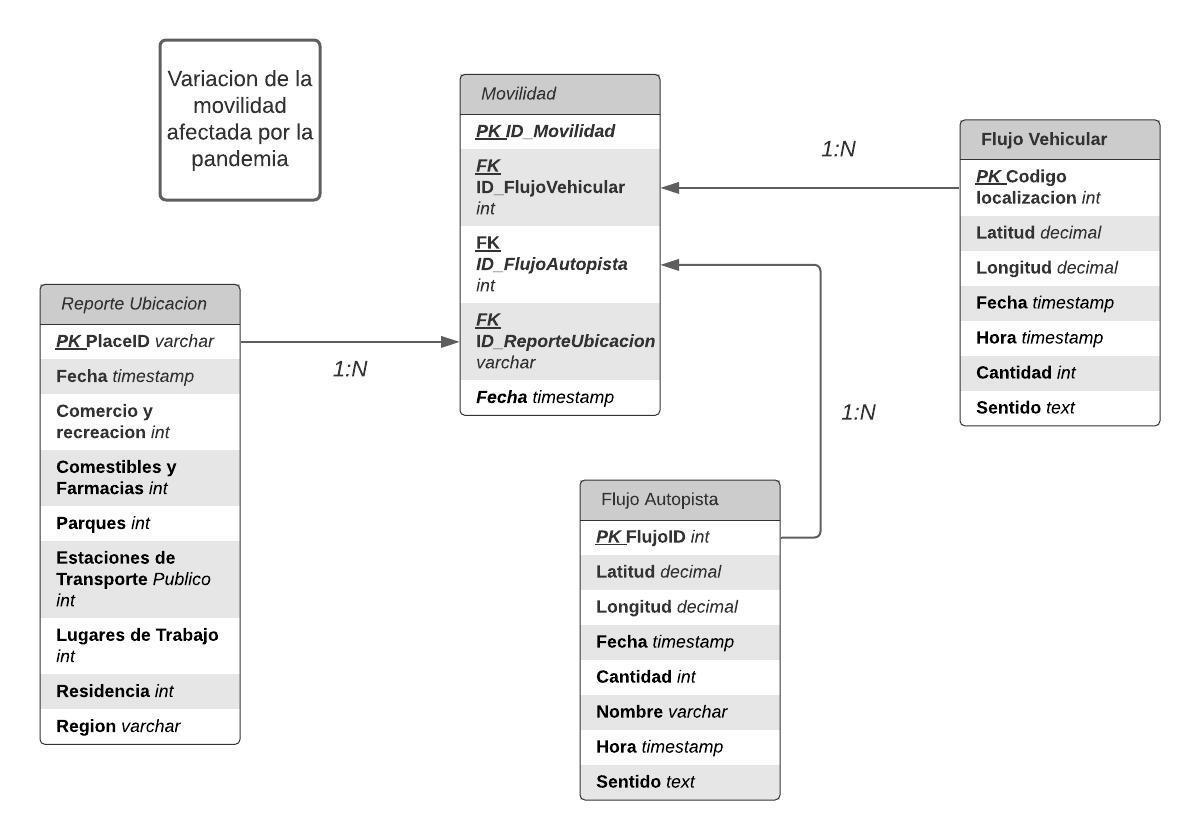 Variacion de la
movilidad
afectada por la
pandemia
Movilidad
PK ID_Movilidad
FK
ID_FlujoVehicular
int
FK
ID_FlujoAutopista
int
FK
ID_ReporteUbicacion
varchar
Fecha timestamp
1:N
Flujo Vehicular
PK Codigo
localizacion int
Latitud decimal
Longitud decimal
Fecha timestamp
Hora timestamp
Cantidad int
Sentido text
Reporte Ubicacion
PK PlaceID varchar
Fecha timestamp
Comercio y
recreacion int
Comestibles y
Farmacias int
Parques int
Estaciones de
Transporte Publico
int
Lugares de Trabajo
int
Residencia int
Region varchar
1:N
1:N
Flujo Autopista
PK FlujoID int
Latitud decimal
Longitud decimal
Fecha timestamp
Cantidad int
Nombre varchar
Hora timestamp
Sentido text